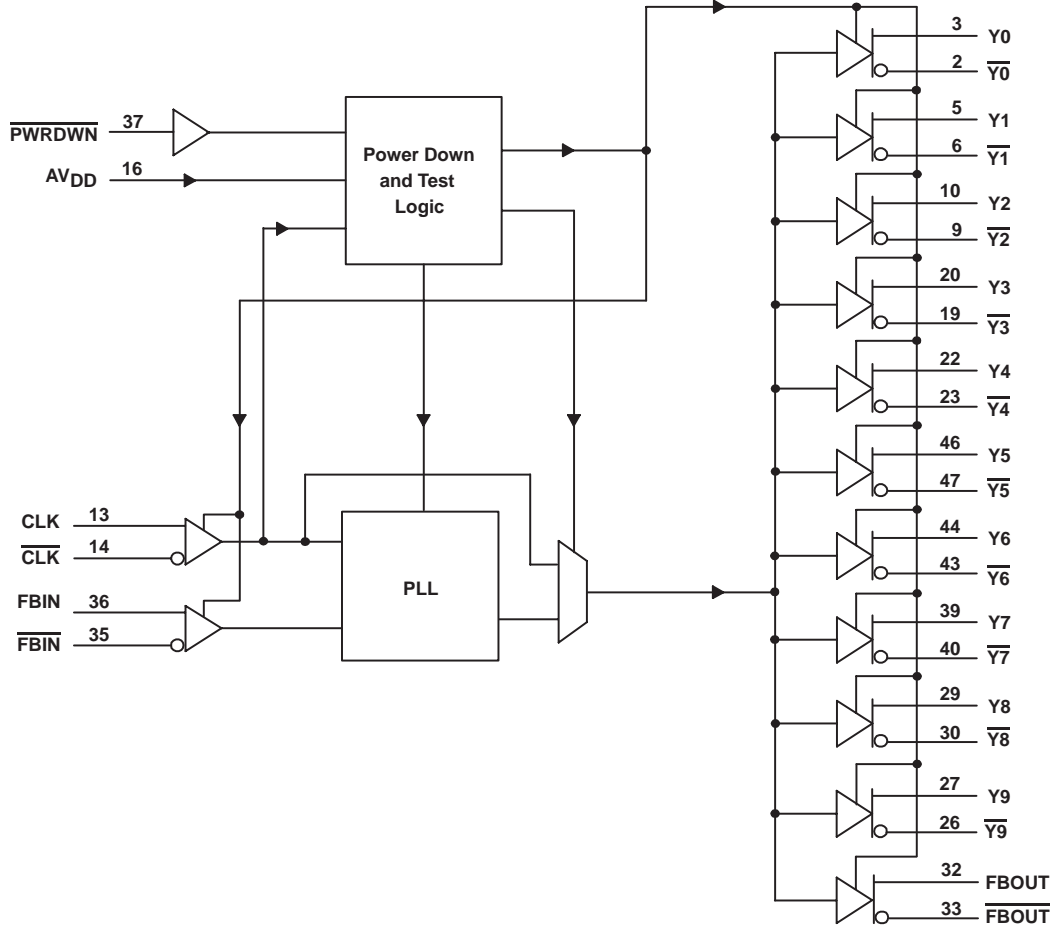 3 Y0
2 Y0
37
PWRDWN
16
AVDD
Power Down
and Test
Logic
5 Y1
6 Y1
10 Y2
9 Y2
20 Y3
19 Y3
22 Y4
23 Y4
46 Y5
47 Y5
13
CLK
14
CLK
36
FBIN
35
FBIN
PLL
44 Y6
43 Y6
39 Y7
40 Y7
29 Y8
30 Y8
27 Y9
26 Y9
32 FBOUT
33 FBOUT